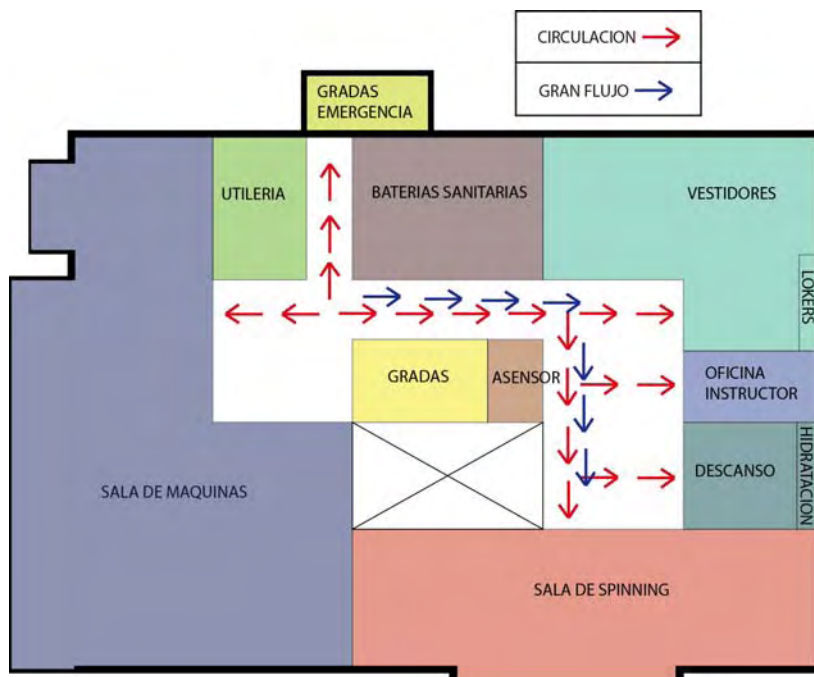 CIRCULACION
GRAN FLUJO
GRADAS
EMERGENCIA
UTILERIA
BATERIAS SANITARIAS
VESTIDORES
LOKERS
GRADAS
ASENSOR
OFICINA
INSTRUCTOR
SALA DE MAQUINAS
DESCANSO
HIDRATACION
SALA DE SPINNING